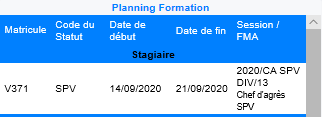 Planning Formation
Matricule Code du Statut Date de début Date de fin Session / FMA
Stagiaire
V371 SPV 14/09/2020 21/09/2020 2020/CA SPV
DIV/13
Chef d'agrès
SPV